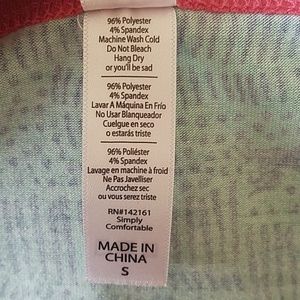 96% Polyester
4% Spandex
Machine Wash Cold
Do Not Bleach
Hang Dry
or you'll be sad
96% Polyester
4% Spandex
Lavar A Máquina En Frío
No Usar Blanqueador
Cuelgue en seco
o estarás triste
96% Poliéster
4% Spandex
Lavage en machine à froid
Ne Pas Javelliser
Accrochez sec
ou vous serez triste
RN#142161
Simply
Comfortable
MADE IN
CHINA
S